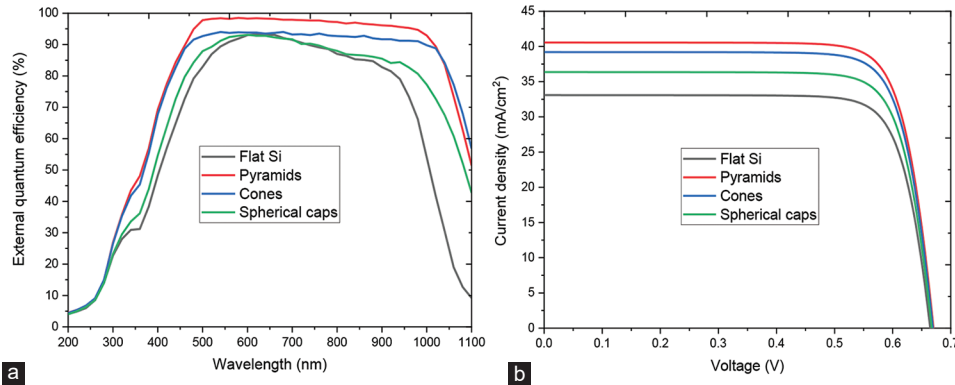 100
90
80
70
60
50
40
30
20
10
0
External quantum efficiency (%)
Flat Si
Pyramids
Cones
Spherical caps
200 300 400 500 600 700 800 900 1000 1100
Wavelength (nm)
a
45
40
35
30
25
20
15
10
5
0
Current density (mA/cm²)
Flat Si
Pyramids
Cones
Spherical caps
0.0 0.1 0.2 0.3 0.4 0.5 0.6 0.7
Voltage (V)
b